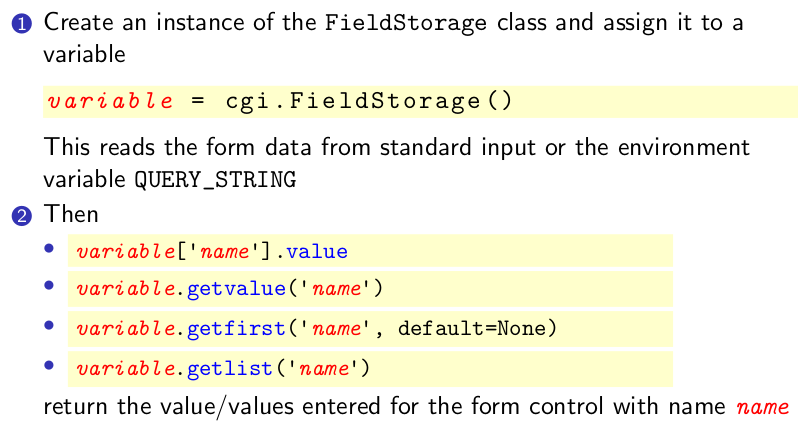 1 Create an instance of the FieldStorage class and assign it to a
variable
variable = cgi.FieldStorage()
This reads the form data from standard input or the environment
variable QUERY_STRING
2 Then
• variable['name'].value
• variable.getvalue('name')
• variable.getfirst('name', default=None)
• variable.getlist('name')
return the value/values entered for the form control with name name